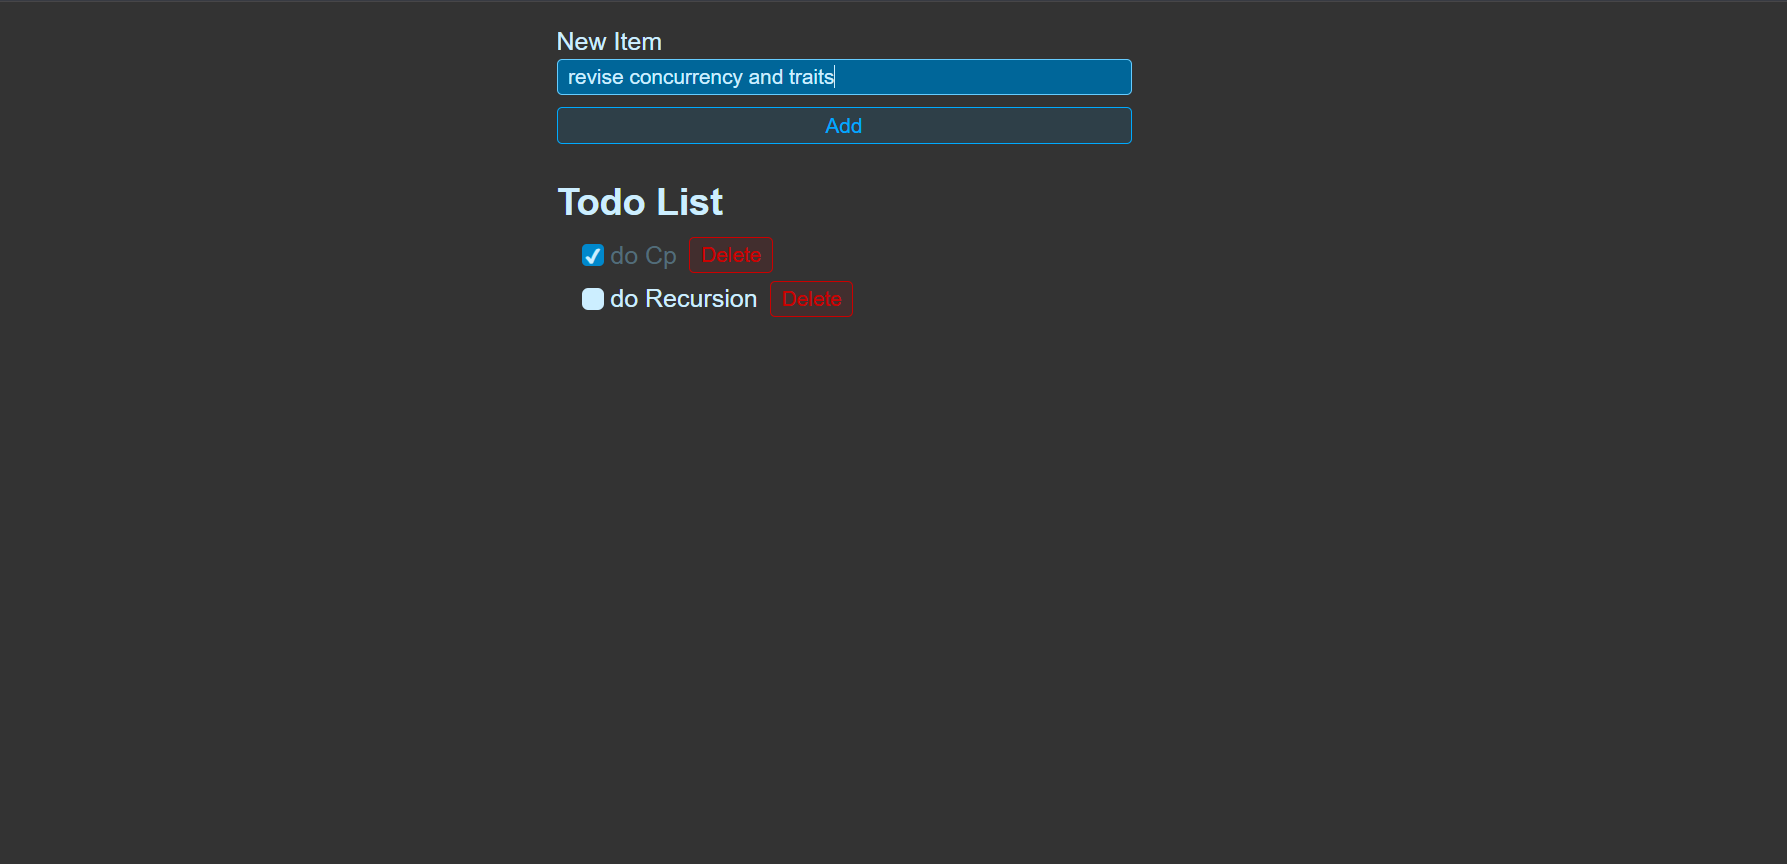 New Item
revise concurrency and traits
Add
Todo List
do Cp Delete
do Recursion Delete